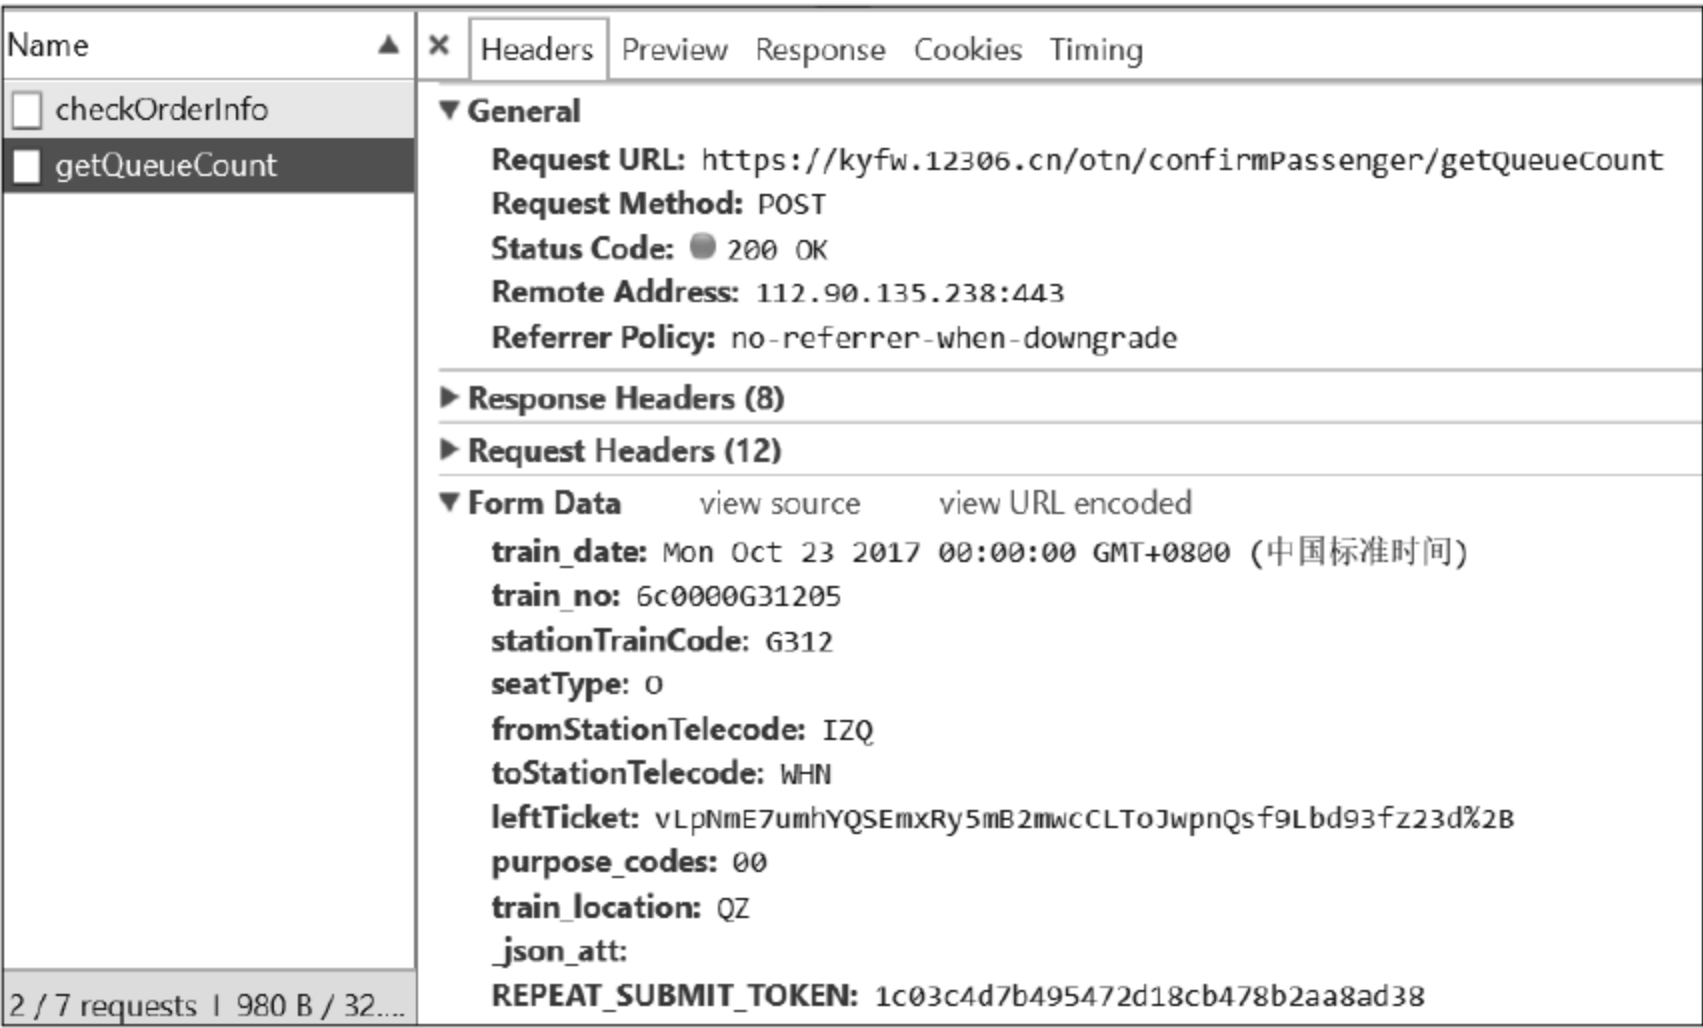 Name
checkOrderInfo
getQueueCount
2 / 7 requests | 980 B / 32....
Headers Preview Response Cookies Timing
General
Request URL: https://kyfw.12306.cn/otn/confirmPassenger/getQueueCount
Request Method: POST
Status Code: 200 OK
Remote Address: 112.90.135.238:443
Referrer Policy: no-referrer-when-downgrade
Response Headers (8)
Request Headers (12)
Form Data view source view URL encoded
train_date: Mon Oct 23 2017 00:00:00 GMT+0800 (中国标准时间)
train_no: 6c0000G31205
stationTrainCode: G312
seatType: O
fromStationTelecode: IZQ
toStationTelecode: WHN
leftTicket: vLpNmE7umhYQSEmxRy5mB2mwcCLToJwpnQsf9Lbd93fz23d%2B
purpose_codes: 00
train_location: QZ
_json_att:
REPEAT_SUBMIT_TOKEN: 1c03c4d7b495472d18cb478b2aa8ad38